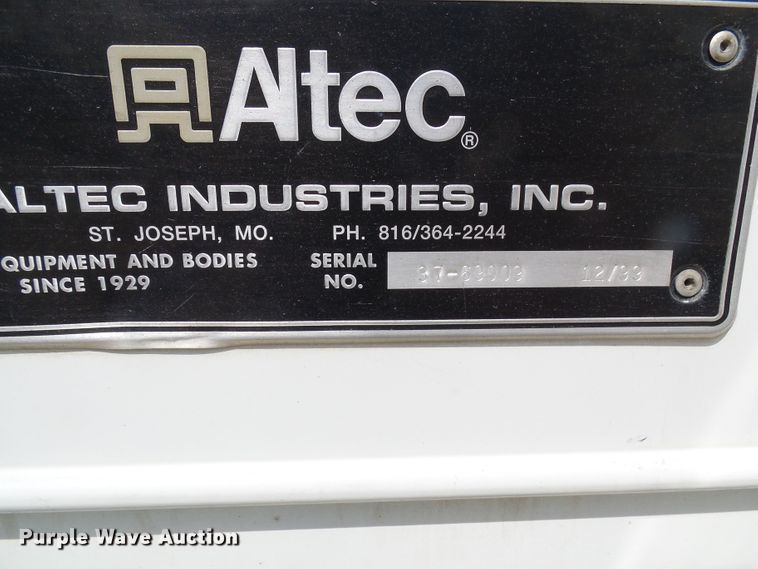 Altec®
ALTEC INDUSTRIES, INC.
ST. JOSEPH, MO. PH. 816/364-2244
QUIPMENT AND BODIES
SINCE 1929
SERIAL
NO.
Purple Wave Auction